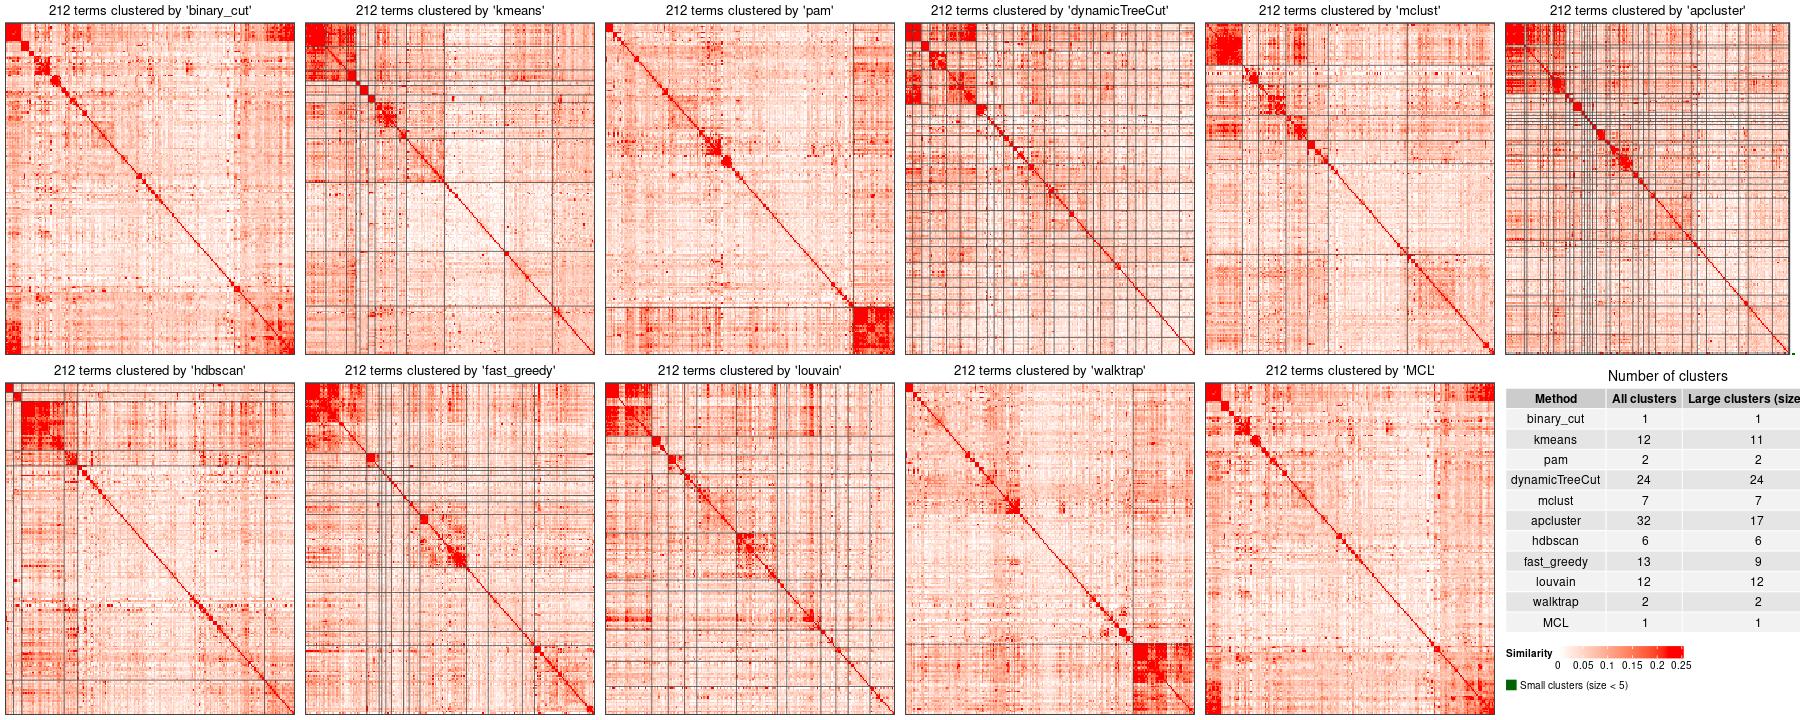 212 terms clustered by 'binary_cut'
212 terms clustered by 'kmeans'
212 terms clustered by 'pam'
212 terms clustered by 'dynamicTreeCut'
212 terms clustered by 'mclust'
212 terms clustered by 'apcluster'
212 terms clustered by 'hdbscan'
212 terms clustered by 'fast_greedy'
212 terms clustered by 'louvain'
212 terms clustered by 'walktrap'
212 terms clustered by 'MCL'
Number of clusters
Method All clusters Large clusters (size
binary_cut 1 1
kmeans 12 11
pam 2 2
dynamicTreeCut 24 24
mclust 7 7
apcluster 32 17
hdbscan 6 6
fast_greedy 13 9
louvain 12 12
walktrap 2 2
MCL 1 1
Similarity
0 0.05 0.1 0.15 0.2 0.25
Small clusters (size < 5)